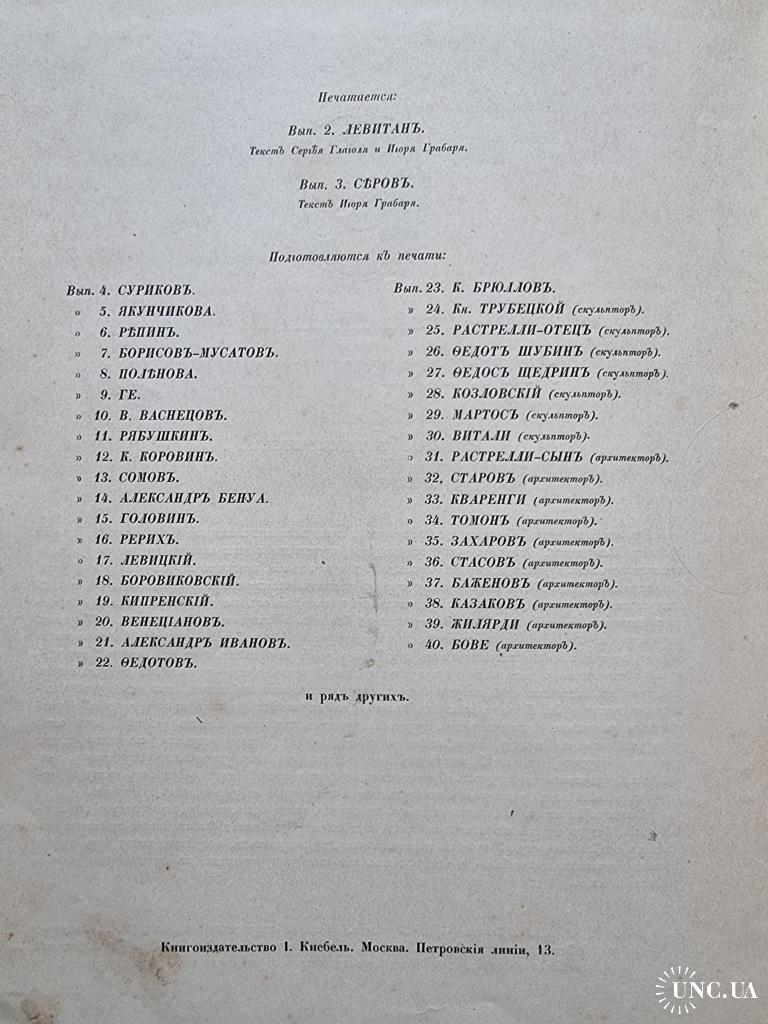 Печатается:
Вып. 2. ЛЕВИТАНЪ.
Текстъ Сергѣя Глаголя и Игоря Грабаря.
Вып. 3. СѢРОВЪ.
Текстъ Игоря Грабаря.
Подготовляются къ печати:
Вып. 4. СУРИКОВЪ.
» 5. ЯКУНЧИКОВА.
» 6. РѢПИНЪ.
» 7. БОРИСОВЪ-МУСАТОВЪ.
» 8. ПОЛѢНОВА.
» 9. ГЕ.
» 10. В. ВАСНЕЦОВЪ.
» 11. РЯБУШКИНЪ.
» 12. К. КОРОВИНЪ.
» 13. СОМОВЪ.
» 14. АЛЕКСАНДРЪ БЕНУА.
» 15. ГОЛОВИНЪ.
» 16. РЕРИХЪ.
» 17. ЛЕВИЦКІЙ.
» 18. БОРОВИКОВСКІЙ.
» 19. КИПРЕНСКІЙ.
» 20. ВЕНЕЦІАНОВЪ.
» 21. АЛЕКСАНДРЪ ИВАНОВЪ.
» 22. ѲЕДОТОВЪ.
Вып. 23. К. БРЮЛЛОВЪ.
» 24. Кн. ТРУБЕЦКОЙ (скульпторъ).
» 25. РАСТРЕЛЛИ-ОТЕЦЪ (скульпторъ).
» 26. ѲЕДОТЪ ШУБИНЪ (скульпторъ).
» 27. ѲЕДОСЪ ЩЕДРИНЪ (скульпторъ).
» 28. КОЗЛОВСКІЙ (скульпторъ).
» 29. МАРТОСЪ (скульпторъ).
» 30. ВИТАЛИ (скульпторъ).
» 31. РАСТРЕЛЛИ-СЫНЪ (архитекторъ).
» 32. СТАРОВЪ (архитекторъ).
» 33. КВАРЕНГИ (архитекторъ).
» 34. ТОМОНЪ (архитекторъ).
» 35. ЗАХАРОВЪ (архитекторъ).
» 36. СТАСОВЪ (архитекторъ).
» 37. БАЖЕНОВЪ (архитекторъ).
» 38. КАЗАКОВЪ (архитекторъ).
» 39. ЖИЛЯРДИ (архитекторъ).
» 40. БОВЕ (архитекторъ).
и рядъ другихъ.
Книгоиздательство І. Кнебель. Москва. Петровскія линіи, 13.
UNC.UA